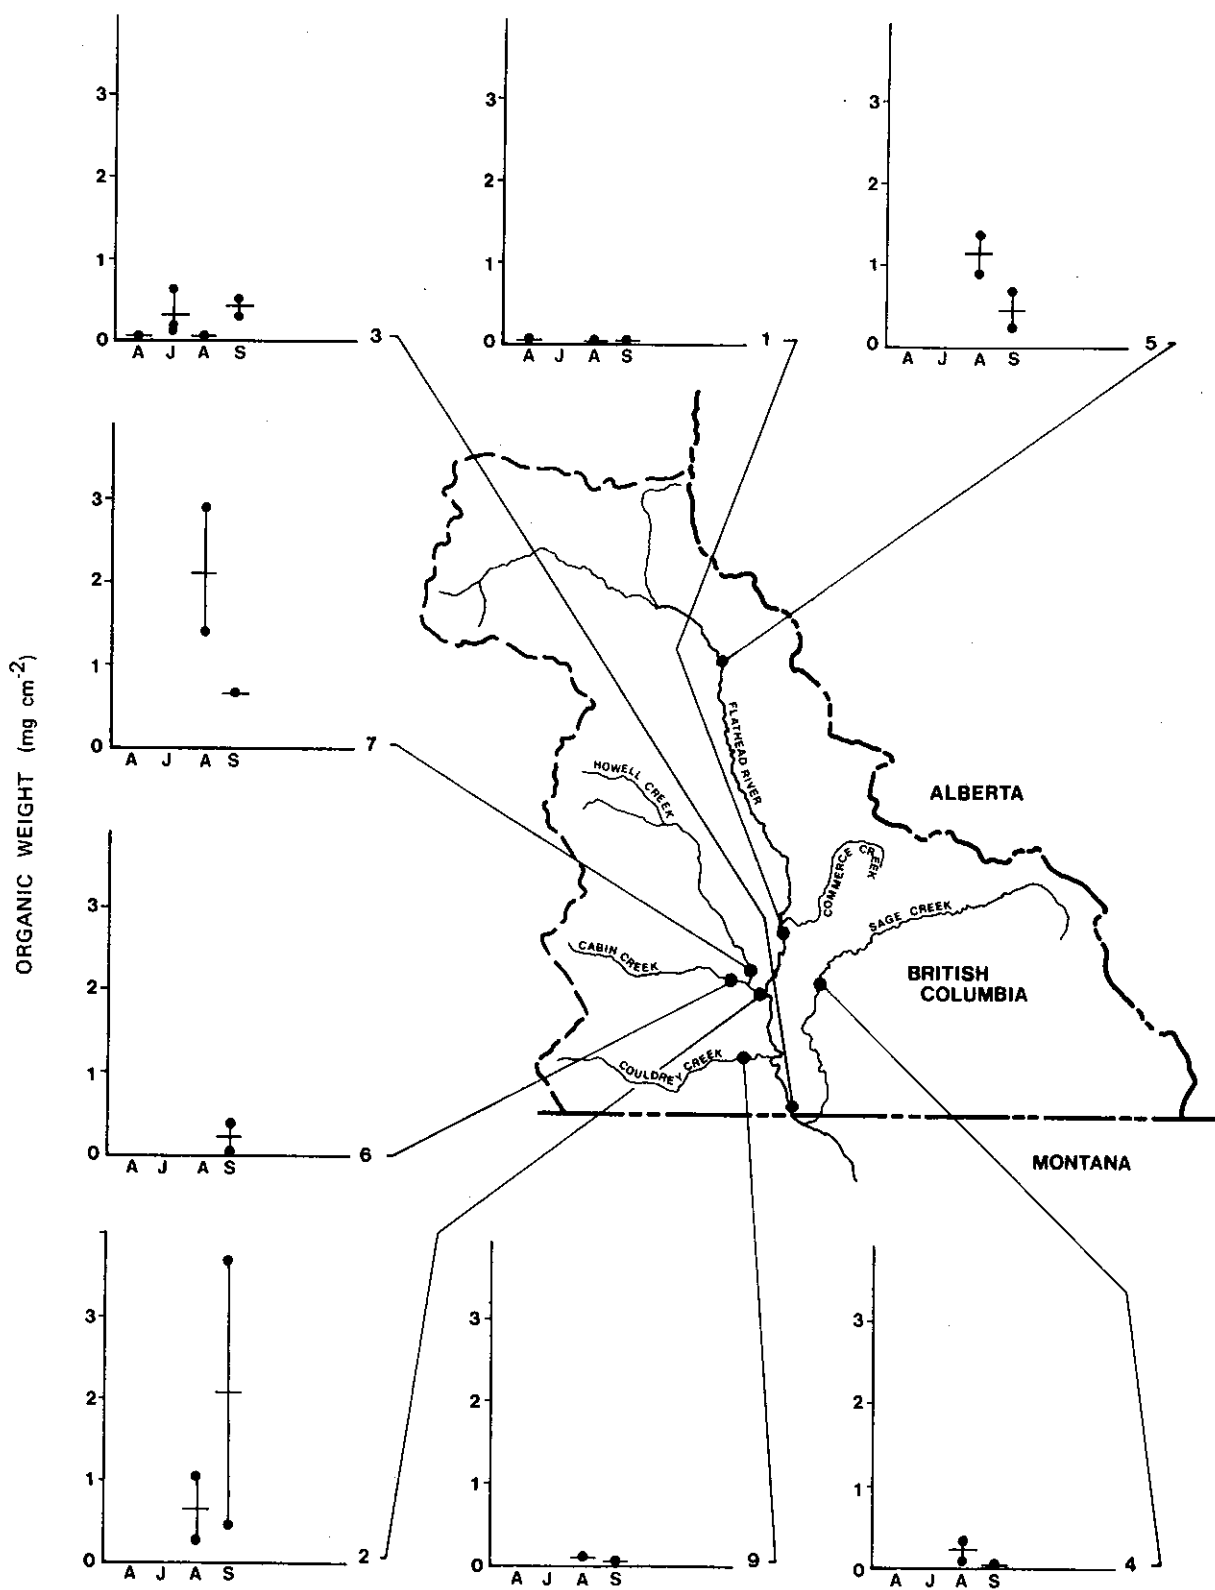 3
2
1
0
A J A S
3
3
2
1
0
A J A S
1
3
2
1
0
A J A S
5
ORGANIC WEIGHT (mg cm-2)
3
2
1
0
A J A S
7
3
2
1
0
A J A S
6
3
2
1
0
A J A S
2
3
2
1
0
A J A S
9
3
2
1
0
A J A S
4
FLATHEAD RIVER
HOWELL CREEK
ALBERTA
COMMERCE CREEK
SAGE CREEK
CABIN CREEK
BRITISH
COLUMBIA
COULDREY CREEK
MONTANA